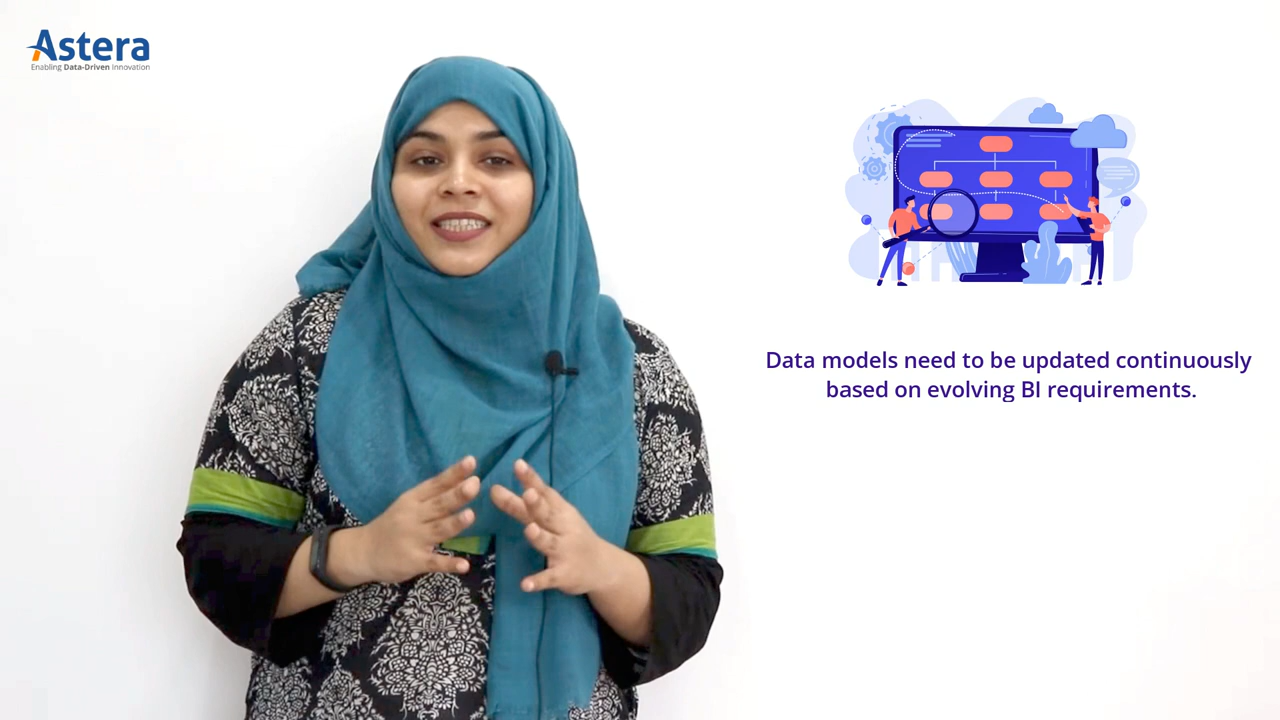 Astera
Enabling Data-Driven Innovation
Data models need to be updated continuously
based on evolving BI requirements.